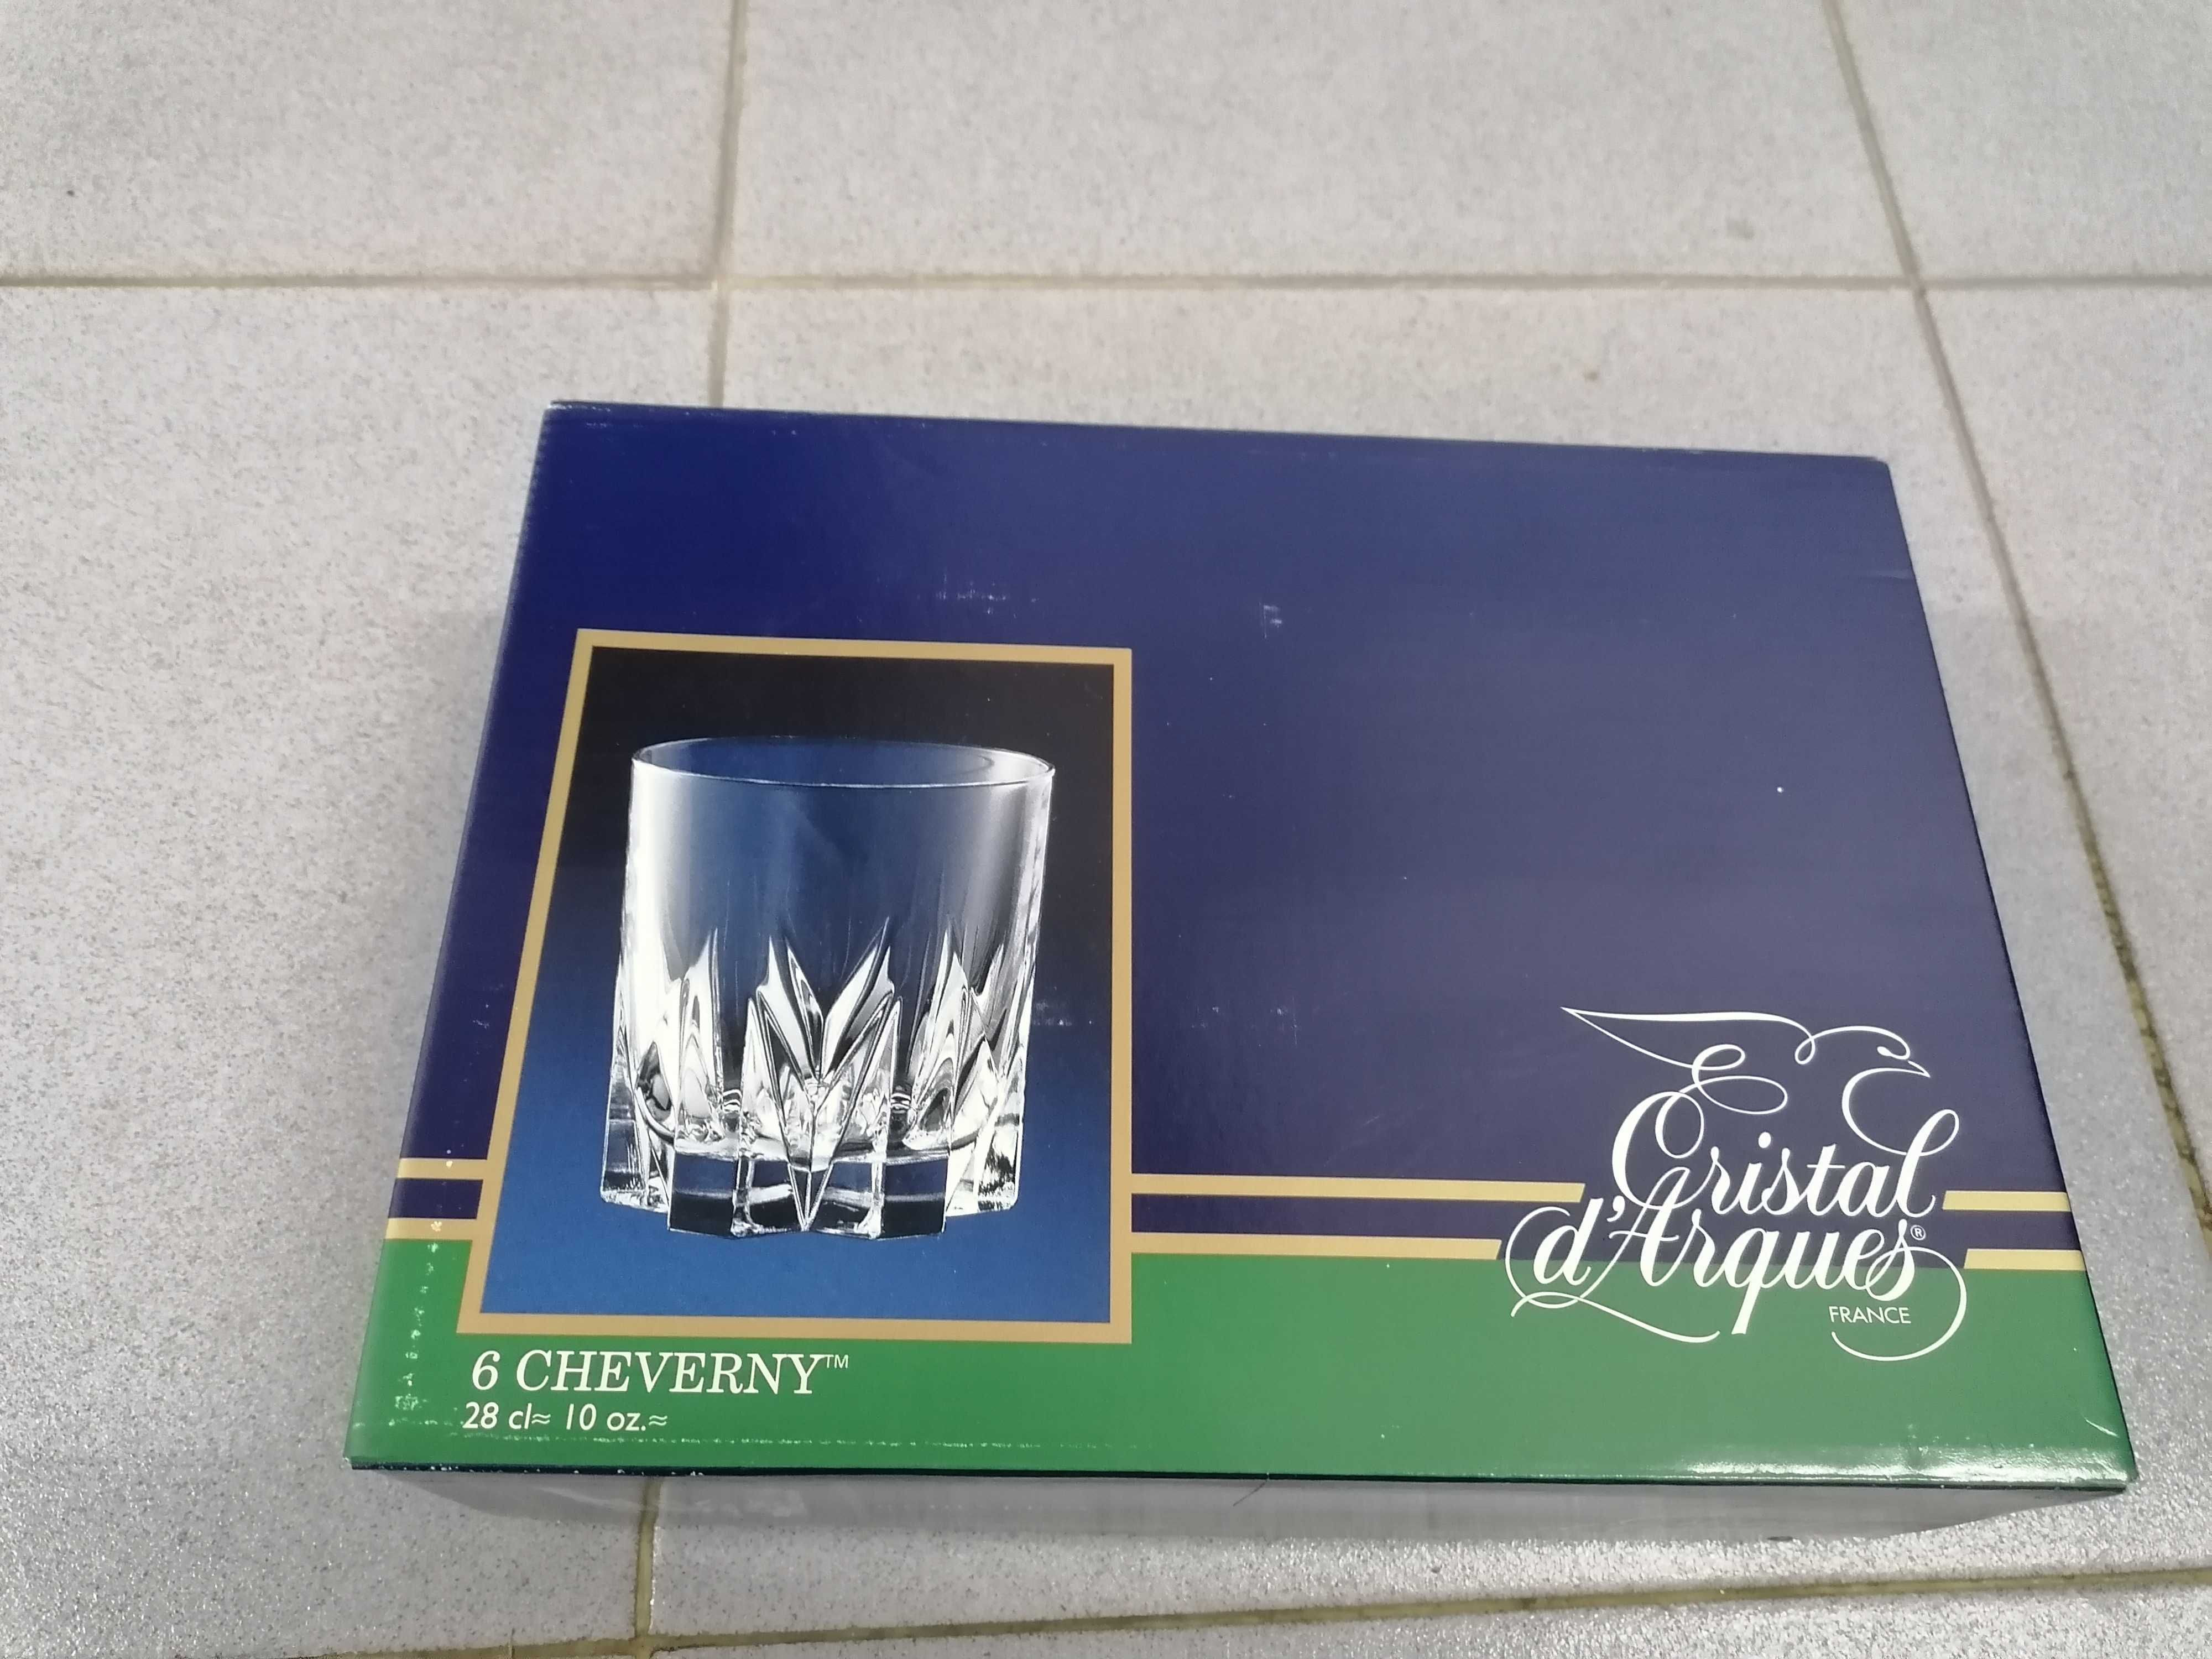 Cristal
d'Arques®
FRANCE
6 CHEVERNY™
28 cl≈ 10 oz.≈